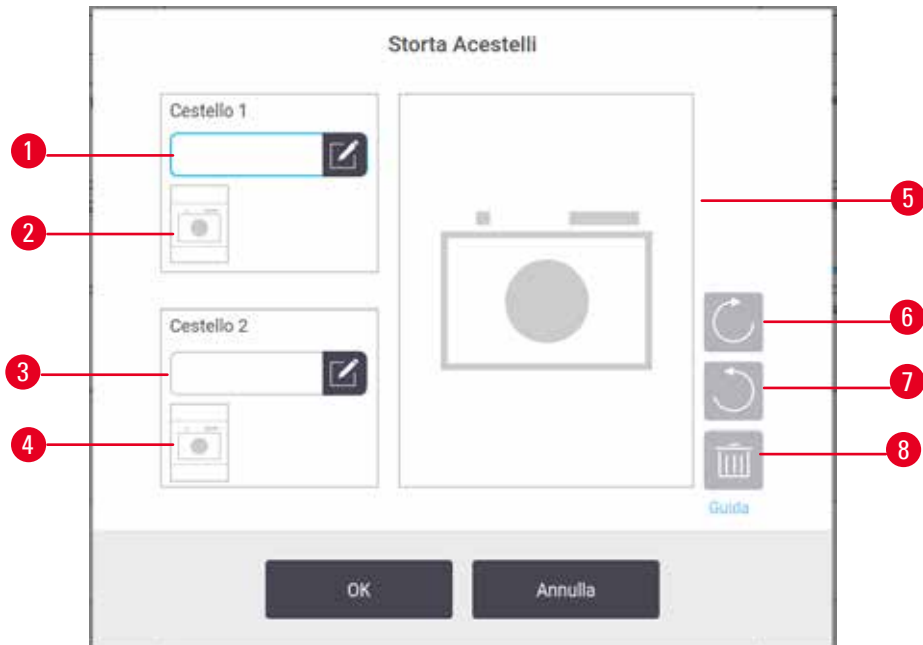 Storta Acestelli
Cestello 1
1
2
5
6
Cestello 2
3
7
4
8
Guida
OK
Annulla